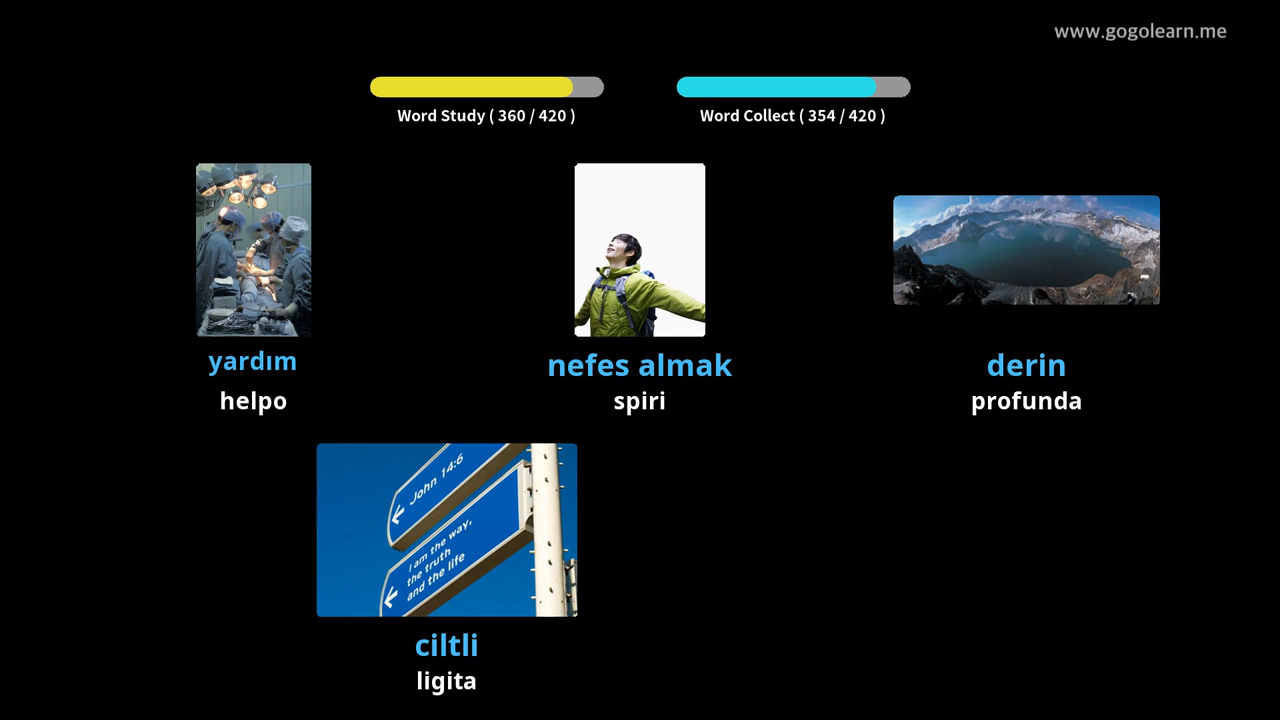 www.gogolearn.me
Word Study ( 360 / 420 )
Word Collect ( 354 / 420 )
yardım
helpo
nefes almak
spiri
derin
profunda
John 14:6
I am the way,
the truth
and the life
ciltli
ligita